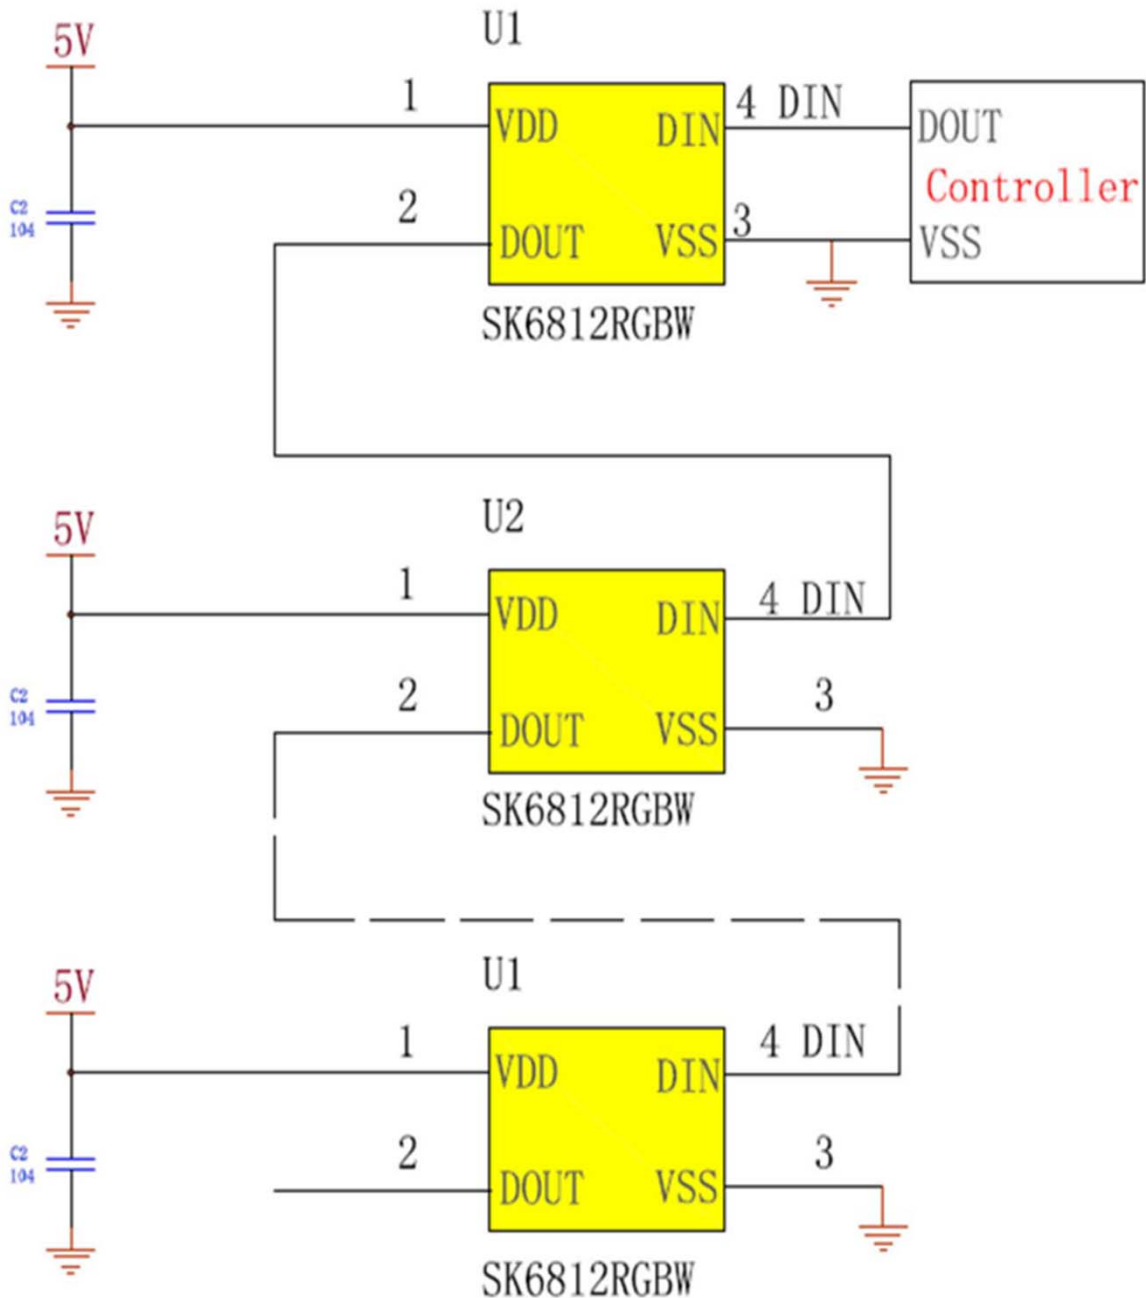 U1
5V
1
4 DIN
VDD
DIN
DOUT
Controller
C2
104
2
3
DOUT
VSS
VSS
SK6812RGBW
U2
5V
1
4 DIN
VDD
DIN
C2
104
2
3
DOUT
VSS
SK6812RGBW
U1
5V
1
4 DIN
VDD
DIN
C2
104
2
3
DOUT
VSS
SK6812RGBW